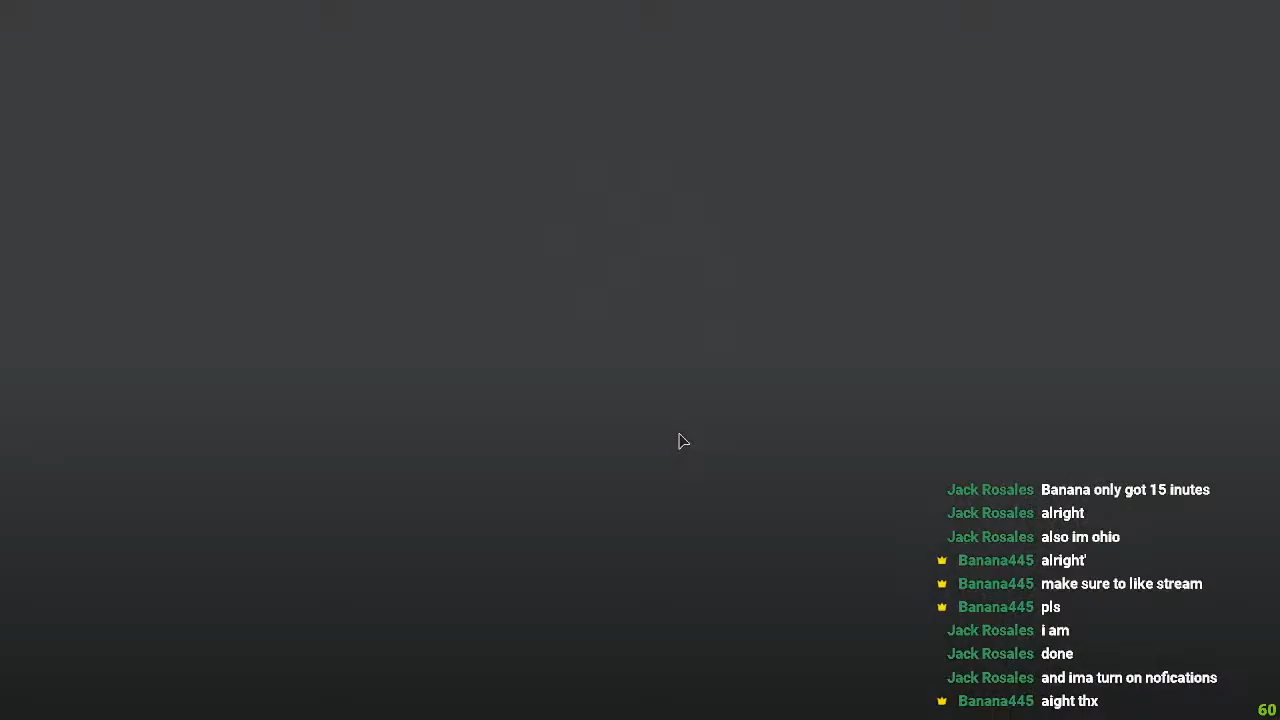 Jack Rosales Banana only got 15 inutes
Jack Rosales alright
Jack Rosales also im ohio
Banana445 alright'
Banana445 make sure to like stream
Banana445 pls
Jack Rosales i am
Jack Rosales done
Jack Rosales and ima turn on nofications
Banana445 aight thx
60